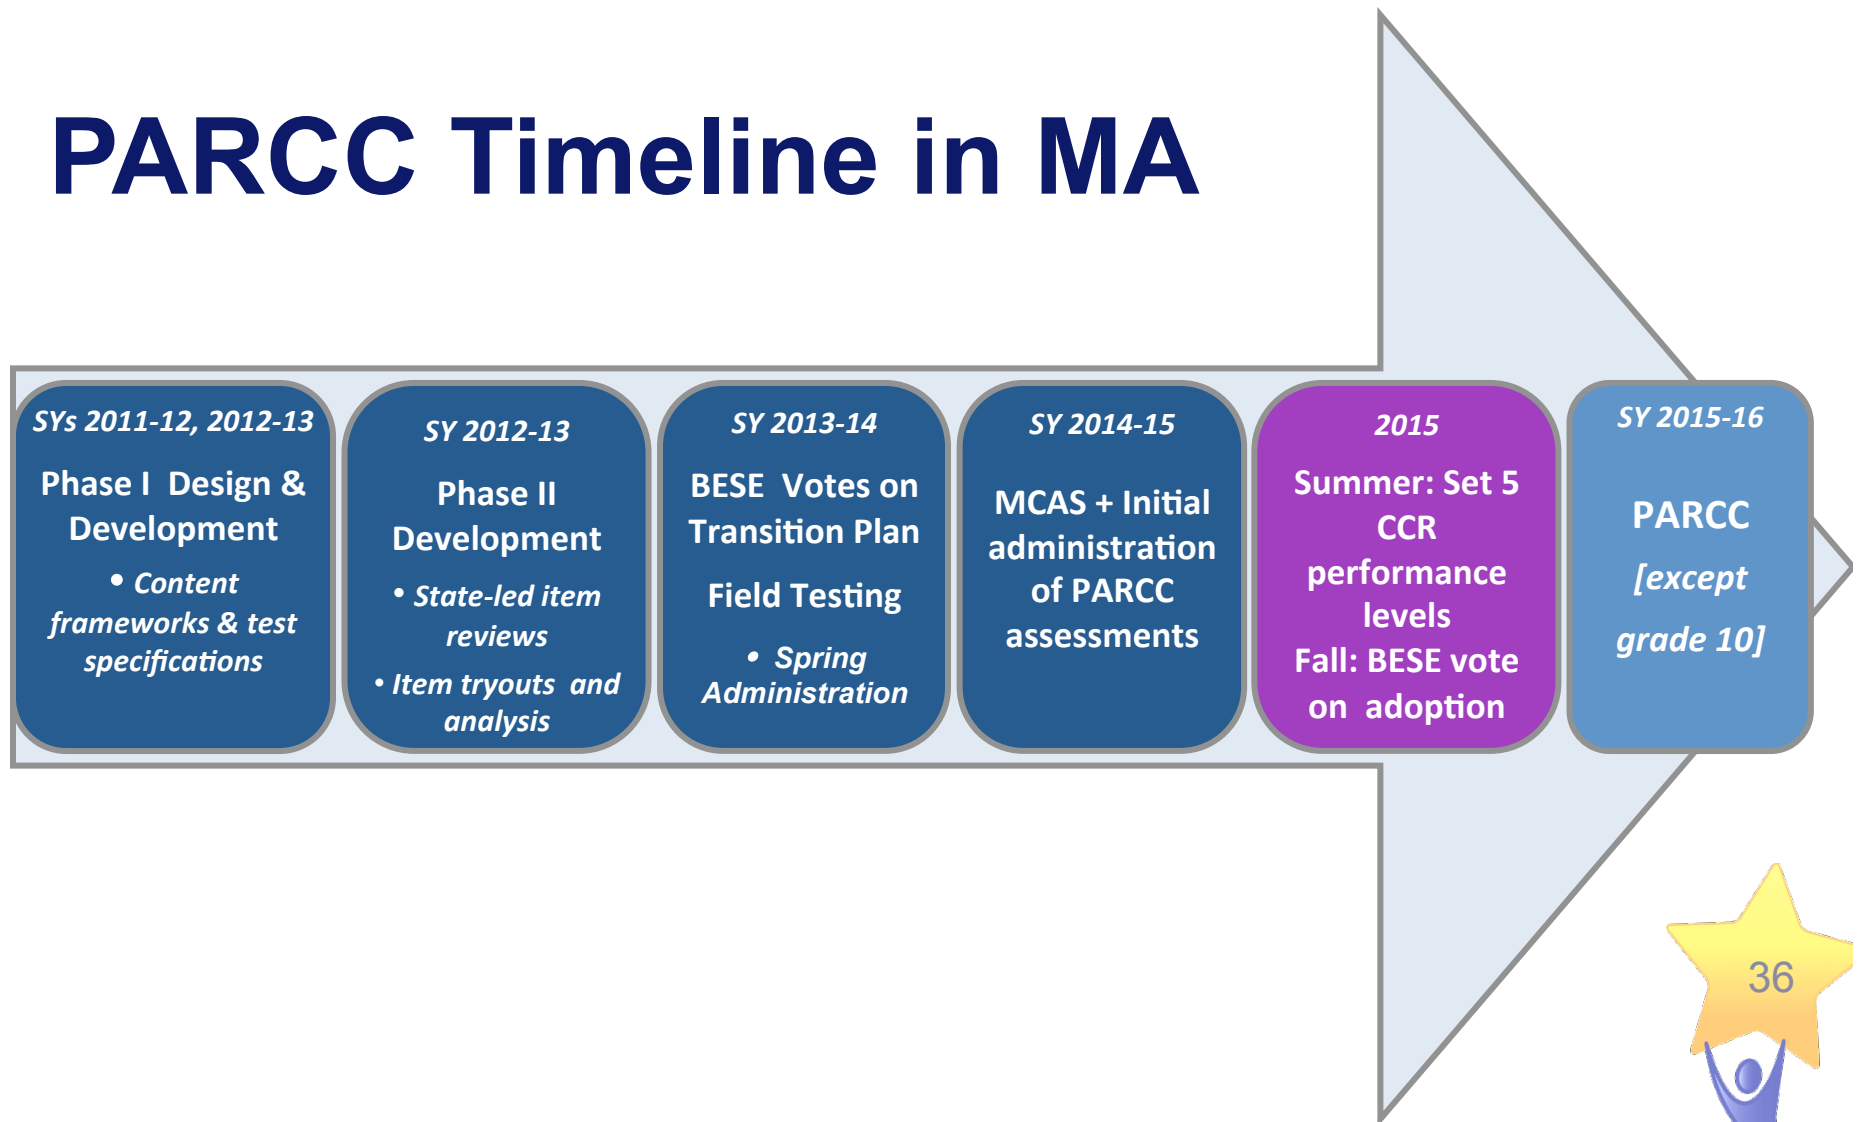 PARCC Timeline in MA
SYs 2011-12, 2012-13
Phase I Design &
Development
• Content
frameworks & test
specifications
SY 2012-13
Phase II
Development
• State-led item
reviews
• Item tryouts and
analysis
SY 2013-14
BESE Votes on
Transition Plan
Field Testing
• Spring
Administration
SY 2014-15
MCAS + Initial
administration
of PARCC
assessments
2015
Summer: Set 5
CCR
performance
levels
Fall: BESE vote
on adoption
SY 2015-16
PARCC
[except
grade 10]
36